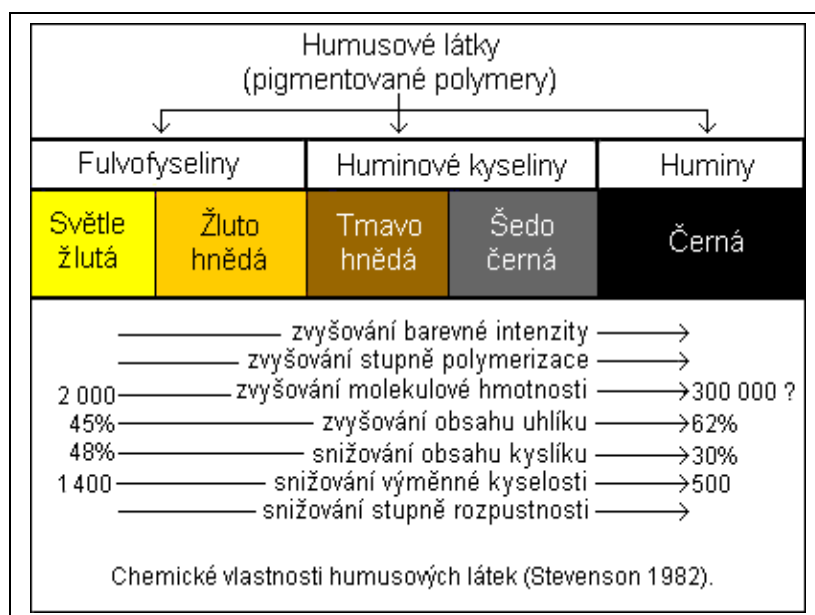 Humusové látky
(pigmentované polymery)
Fulvofyseliny Huminové kyseliny Huminy
Světle žlutá Žluto hnědá Tmavo hnědá Šedo černá Černá
zvyšování barevné intenzity
zvyšování stupně polymerizace
2 000 zvyšování molekulové hmotnosti 300 000 ?
45% zvyšování obsahu uhlíku 62%
48% snižování obsahu kyslíku 30%
1 400 snižování výměnné kyselosti 500
snižování stupně rozpustnosti
Chemické vlastnosti humusových látek (Stevenson 1982).